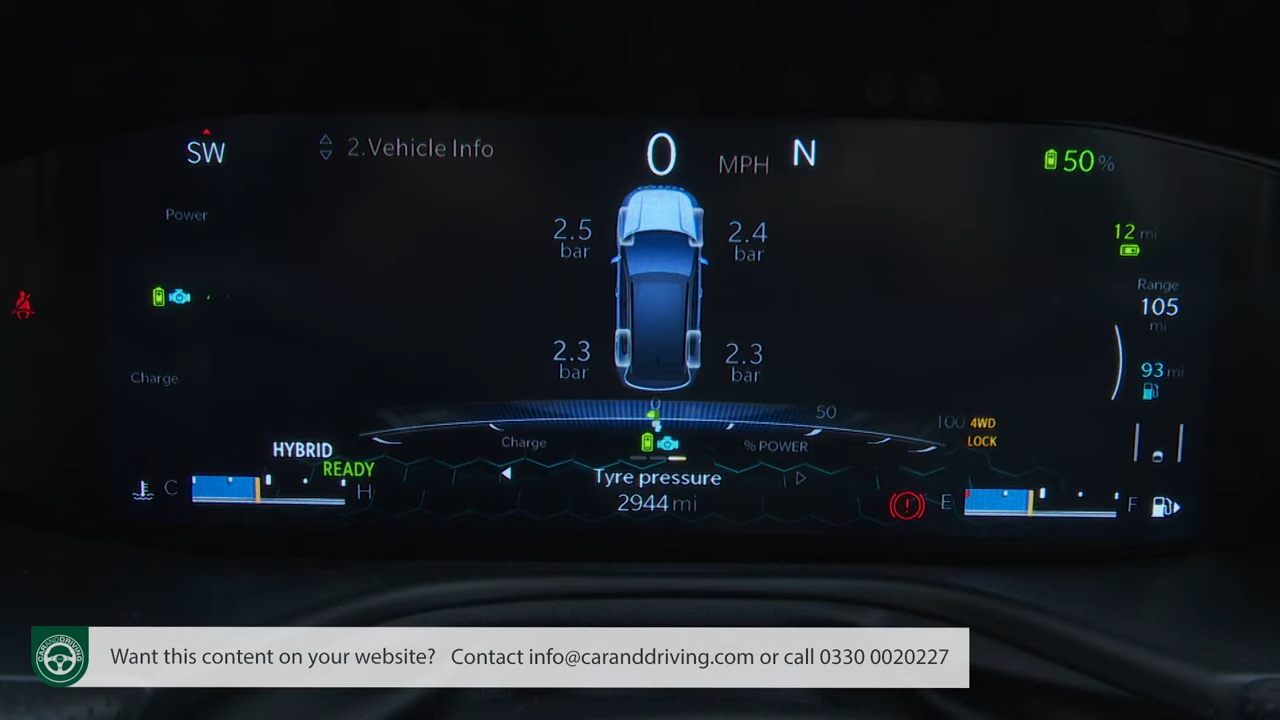 SW
2.Vehicle Info
0 MPH N
50%
Power
2.5 bar
2.4 bar
12 mi
Range
105
mi
93 mi
2.3 bar
2.3 bar
Charge
0
50
100
4WD
LOCK
Charge
% POWER
HYBRID
READY
Tyre pressure
2944 mi
C
H
E
F
CARANDDRIVING
Want this content on your website? Contact info@caranddriving.com or call 0330 0020227